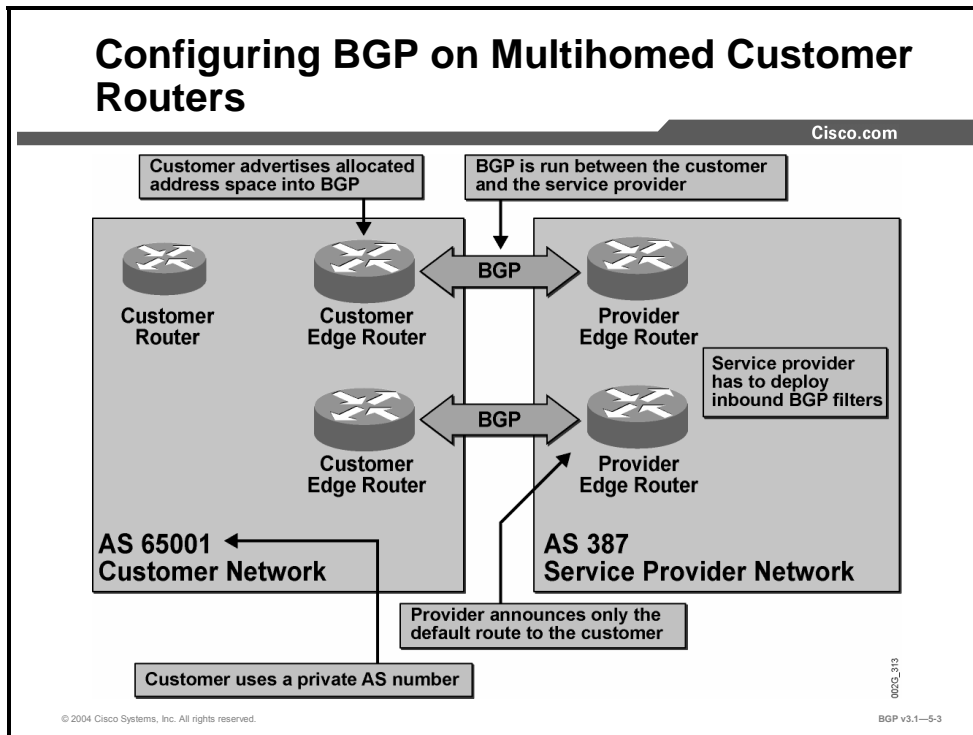 Configuring BGP on Multihomed Customer
Routers
Cisco.com
Customer advertises allocated
address space into BGP
BGP is run between the customer
and the service provider
BGP
Customer
Router
Customer
Edge Router
Provider
Edge Router
Service provider
has to deploy
inbound BGP filters
BGP
Customer
Edge Router
Provider
Edge Router
AS 65001
Customer Network
AS 387
Service Provider Network
Provider announces only the
default route to the customer
Customer uses a private AS number
002G_313
© 2004 Cisco Systems, Inc. All rights reserved.
BGP v3.1—5-3